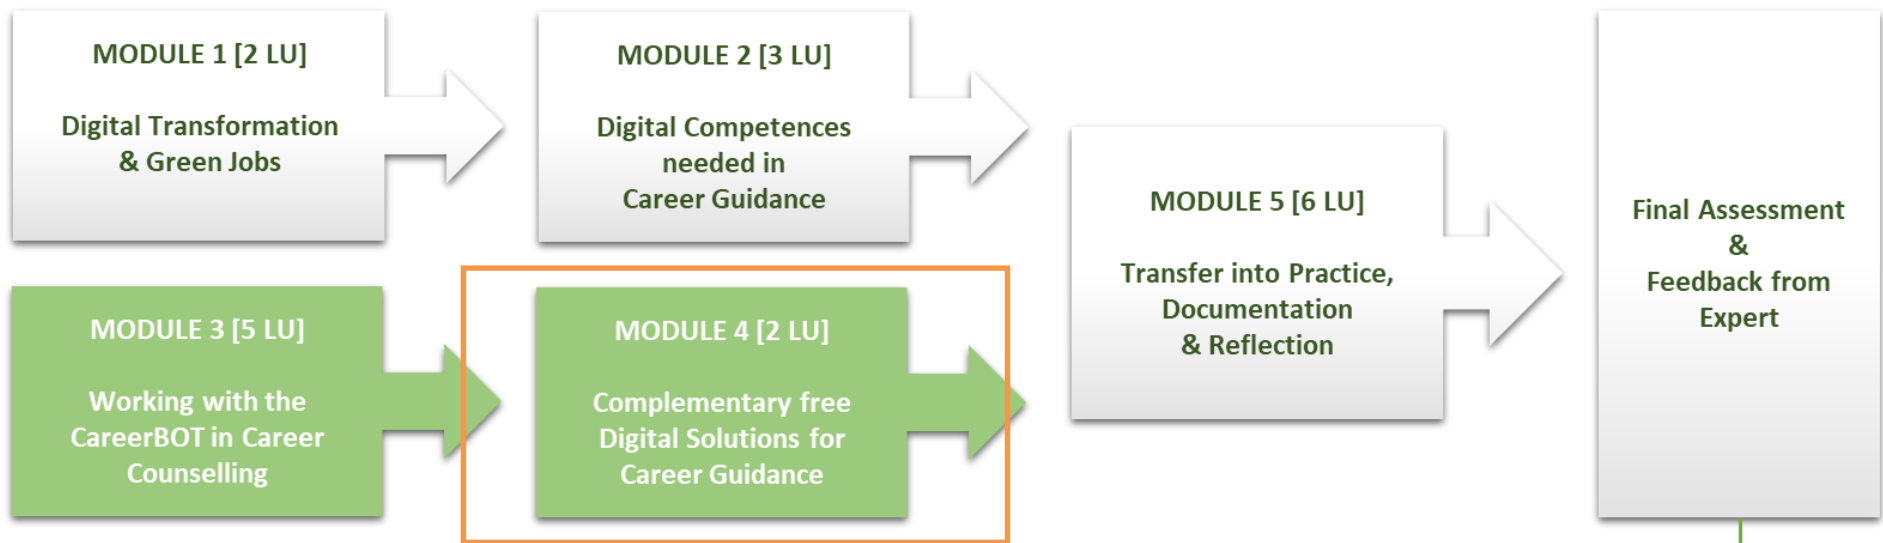 MODULE 1 [2 LU]
Digital Transformation
& Green Jobs
MODULE 2 [3 LU]
Digital Competences
needed in
Career Guidance
MODULE 3 [5 LU]
Working with the
CareerBOT in Career
Counselling
MODULE 4 [2 LU]
Complementary free
Digital Solutions for
Career Guidance
MODULE 5 [6 LU]
Transfer into Practice,
Documentation
& Reflection
Final Assessment
&
Feedback from
Expert